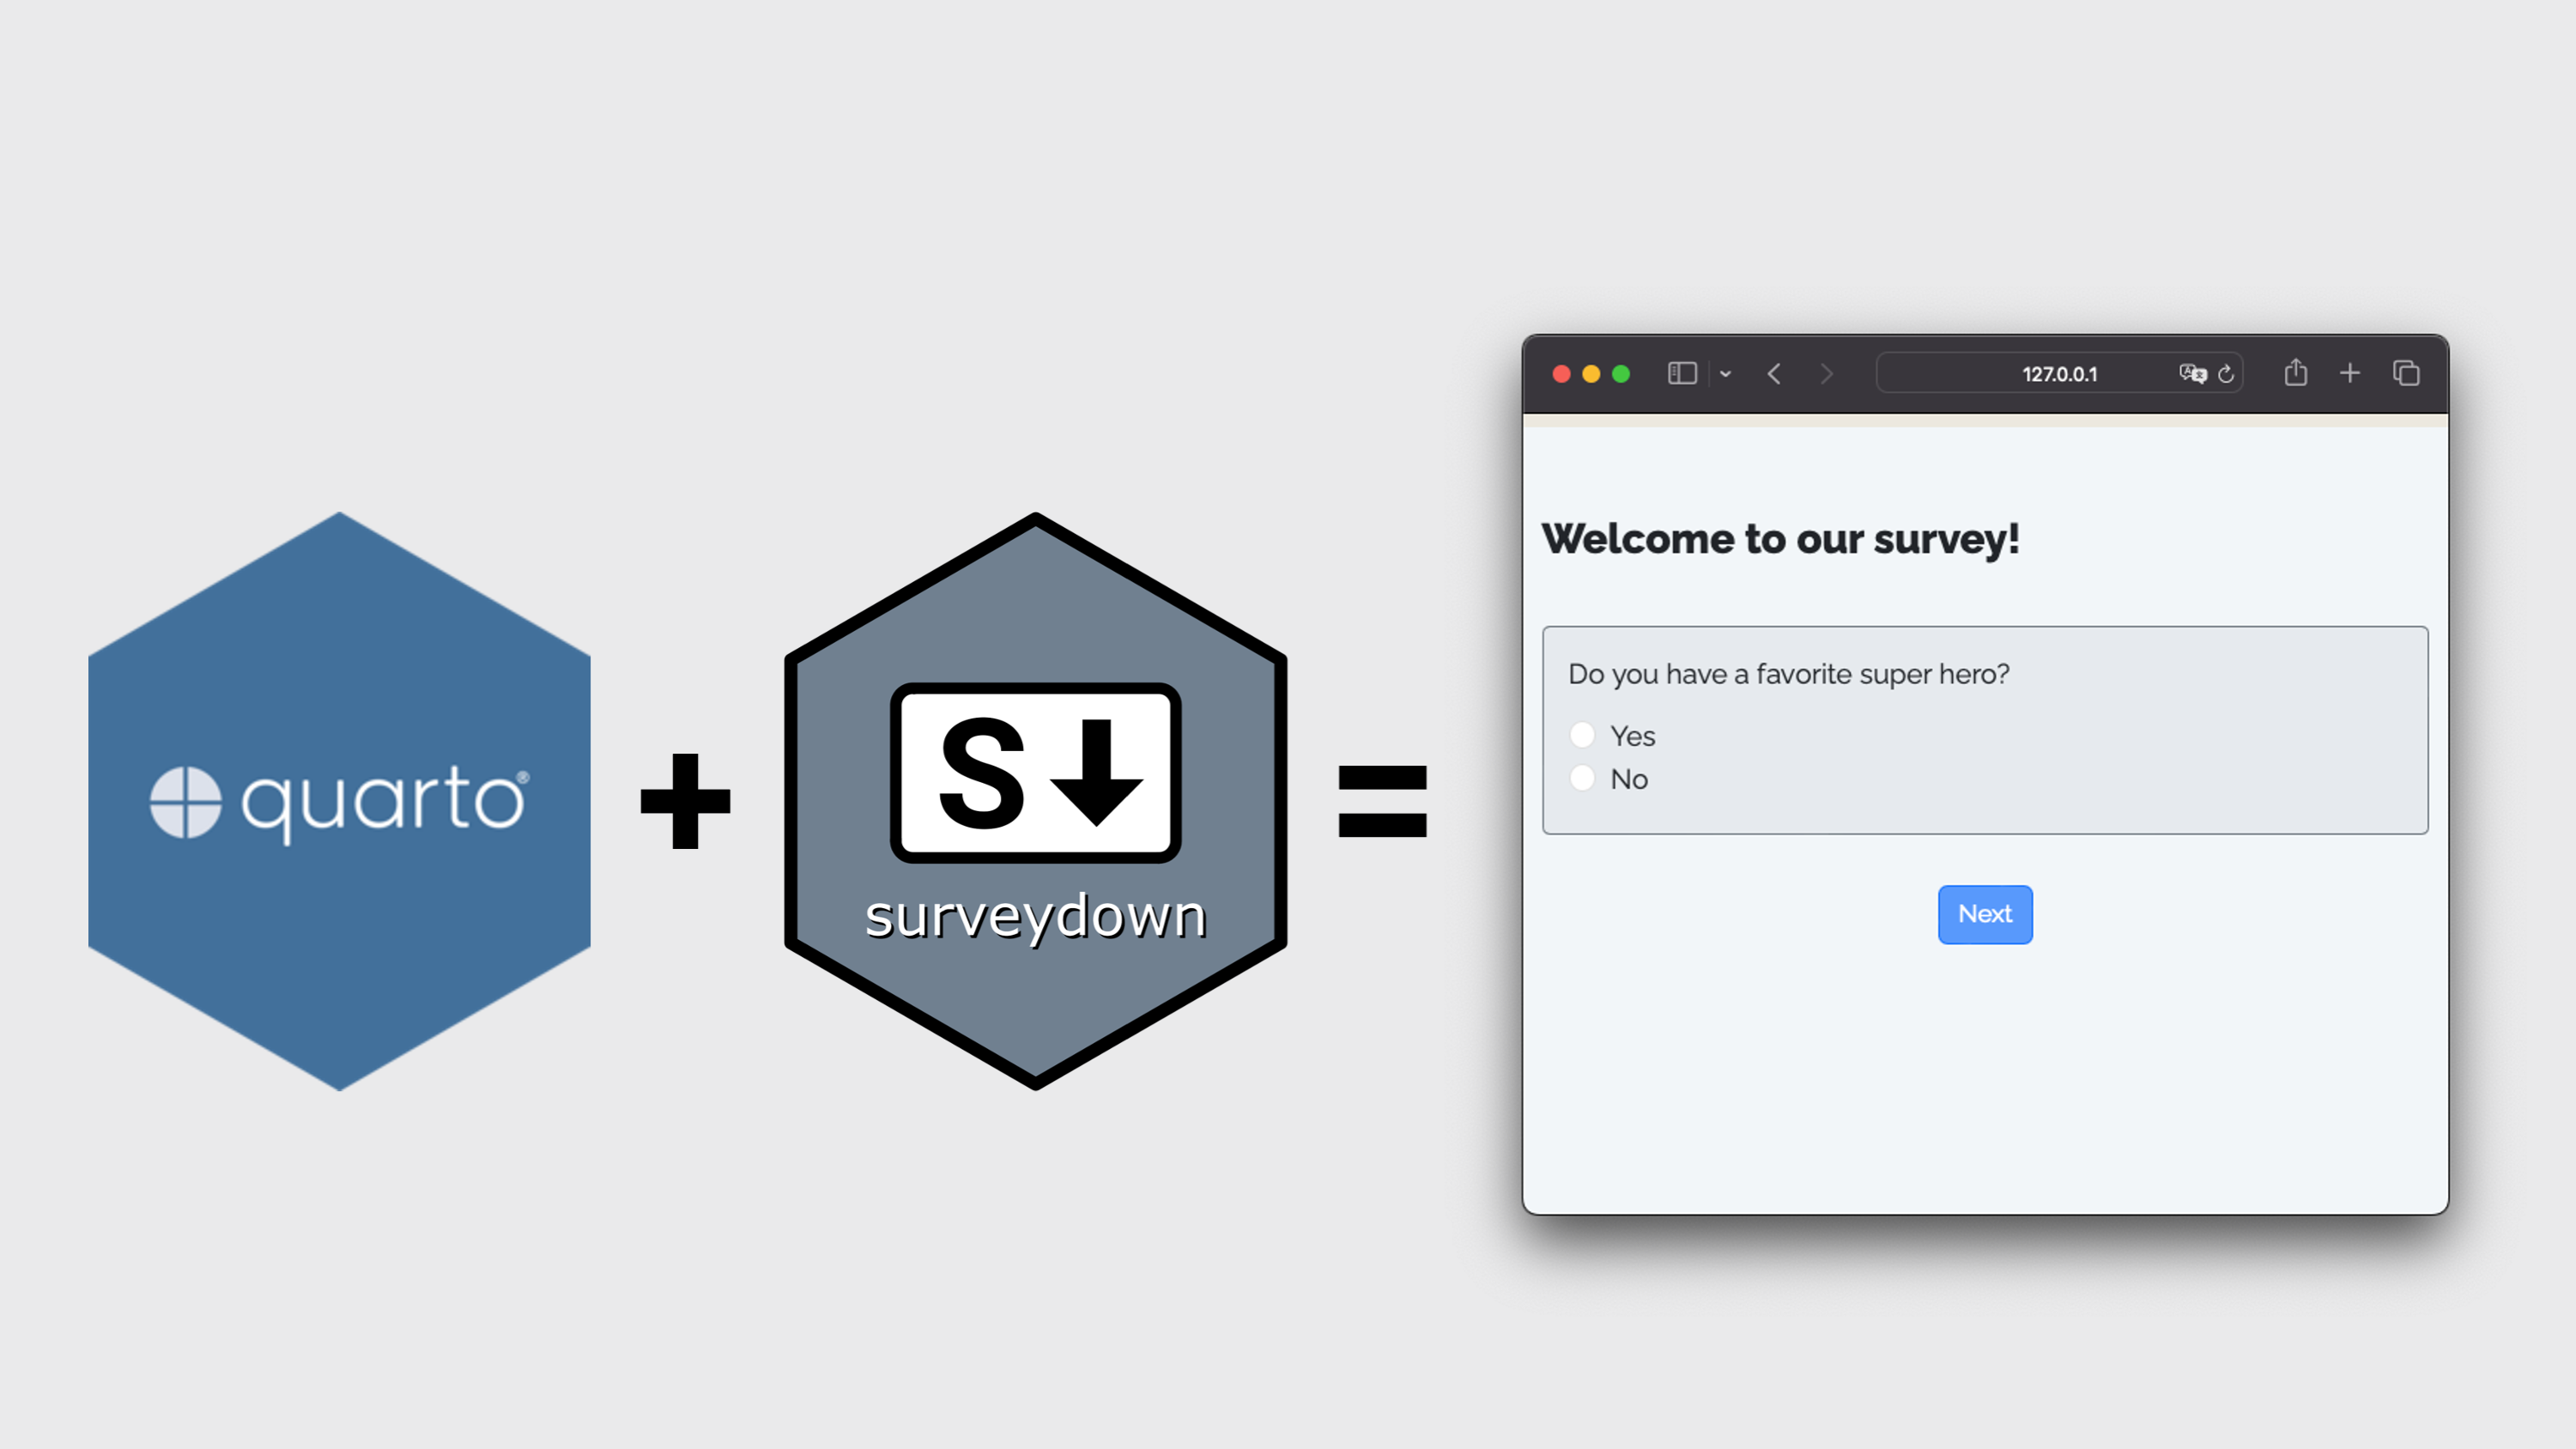 quarto®
+
S↓
surveydown
=
127.0.0.1
Welcome to our survey!
Do you have a favorite super hero?
Yes
No
Next